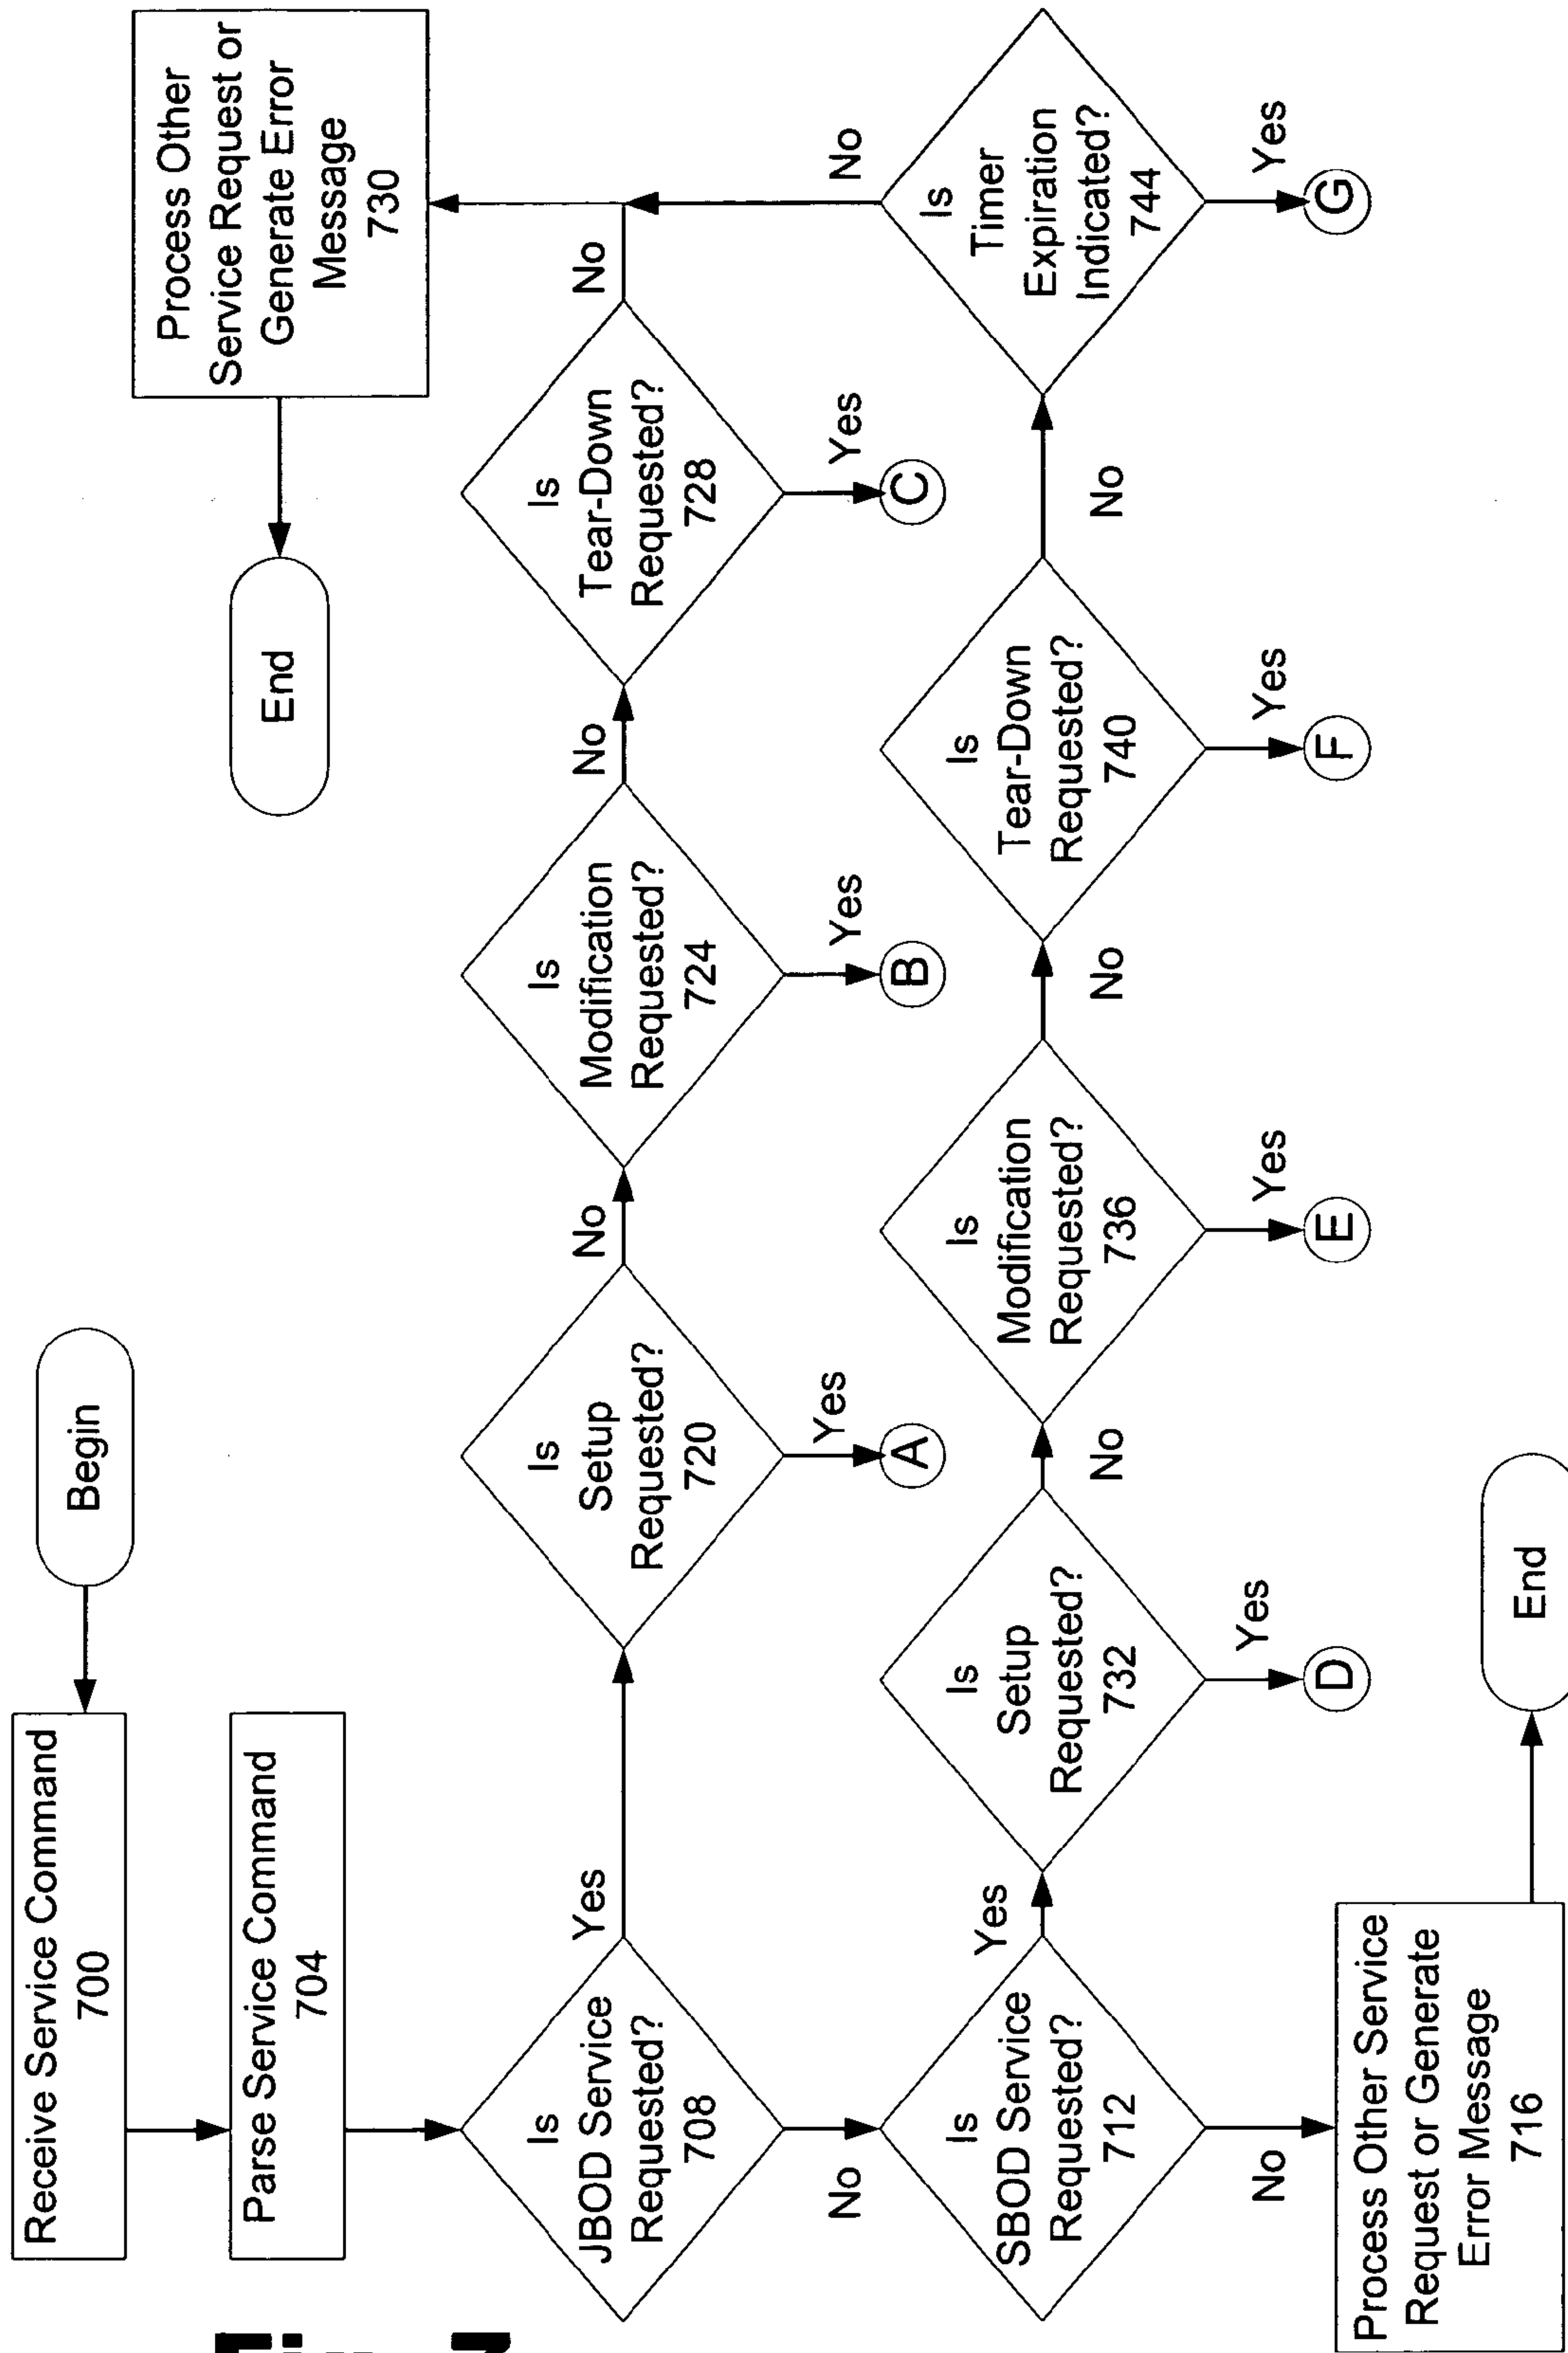 Begin
Receive Service Command
700
Parse Service Command
704
Is
JBOD Service
Requested?
708
Yes
No
Is
Setup
Requested?
720
No
Yes
A
Is
Modification
Requested?
724
No
Yes
B
Is
Tear-Down
Requested?
728
No
Yes
C
Process Other
Service Request or
Generate Error
Message
730
End
Is
SBOD Service
Requested?
712
Yes
No
Is
Setup
Requested?
732
No
Yes
D
Is
Modification
Requested?
736
No
Yes
E
Is
Tear-Down
Requested?
740
No
Yes
F
Is
Timer
Expiration
Indicated?
744
No
Yes
G
Process Other Service
Request or Generate
Error Message
716
End